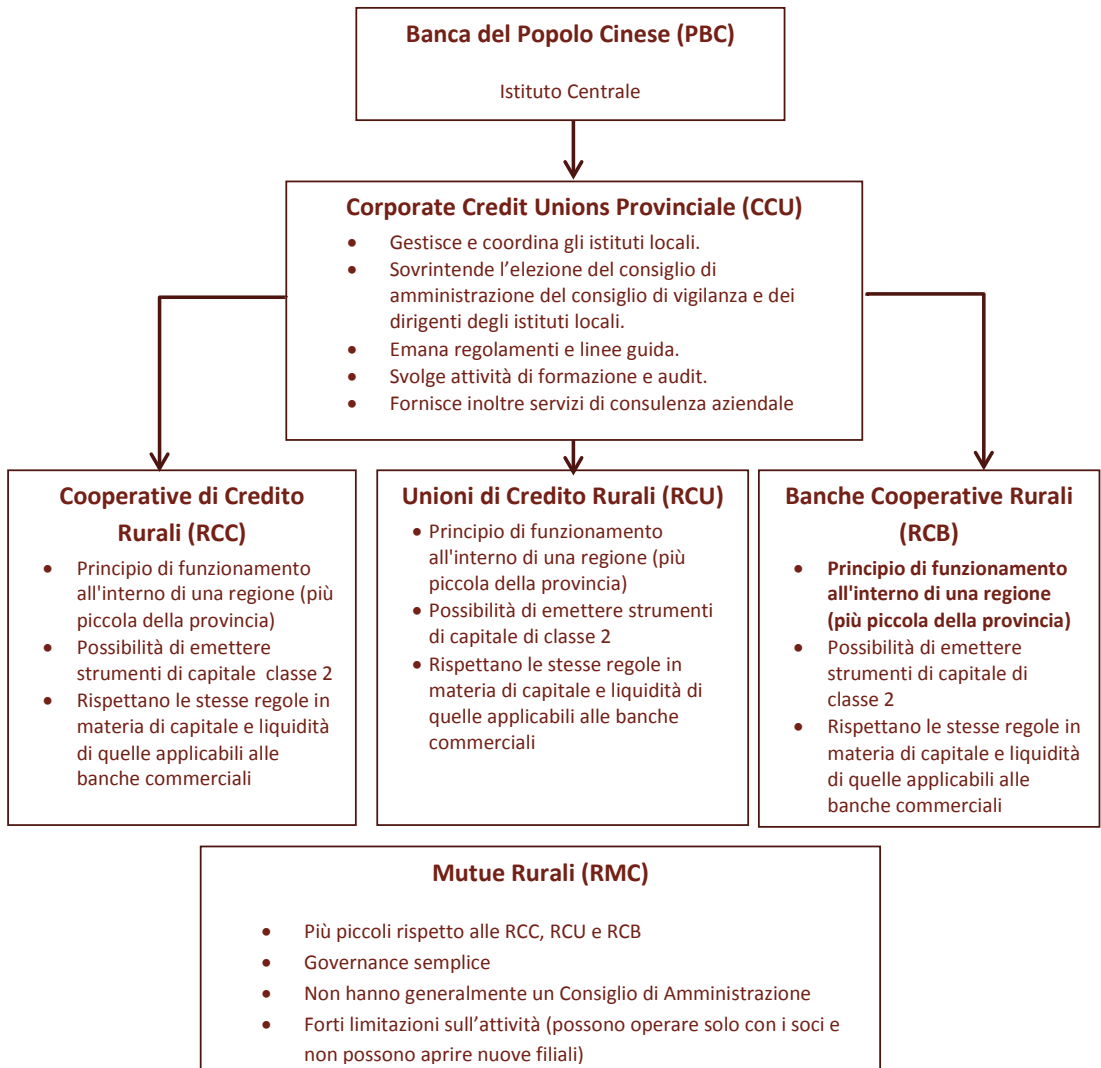 Banca del Popolo Cinese (PBC)
Istituto Centrale
Corporate Credit Unions Provinciale (CCU)
• Gestisce e coordina gli istituti locali.
• Sovrintende l’elezione del consiglio di
amministrazione del consiglio di vigilanza e dei
dirigenti degli istituti locali.
• Emana regolamenti e linee guida.
• Svolge attività di formazione e audit.
• Fornisce inoltre servizi di consulenza aziendale
Cooperative di Credito
Rurali (RCC)
• Principio di funzionamento
all'interno di una regione (più
piccola della provincia)
• Possibilità di emettere
strumenti di capitale classe 2
• Rispettano le stesse regole in
materia di capitale e liquidità
di quelle applicabili alle
banche commerciali
Unioni di Credito Rurali (RCU)
• Principio di funzionamento
all'interno di una regione (più
piccola della provincia)
• Possibilità di emettere strumenti
di capitale di classe 2
• Rispettano le stesse regole in
materia di capitale e liquidità di
quelle applicabili alle banche
commerciali
Banche Cooperative Rurali
(RCB)
• Principio di funzionamento
all'interno di una regione
(più piccola della provincia)
• Possibilità di emettere
strumenti di capitale di
classe 2
• Rispettano le stesse regole in
materia di capitale e liquidità
di quelle applicabili alle
banche commerciali
Mutue Rurali (RMC)
• Più piccoli rispetto alle RCC, RCU e RCB
• Governance semplice
• Non hanno generalmente un Consiglio di Amministrazione
• Forti limitazioni sull’attività (possono operare solo con i soci e
non possono aprire nuove filiali)